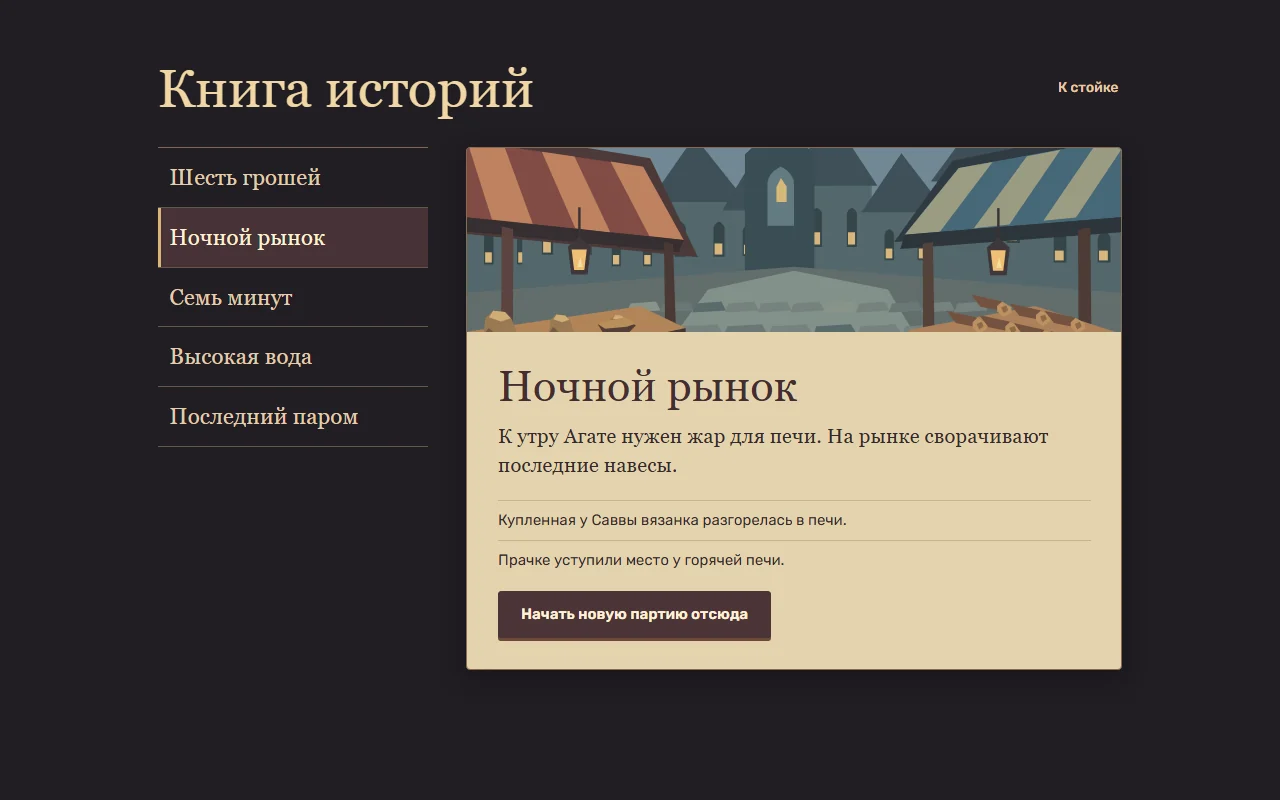 Книга историй
К стойке
Шесть грошей
Ночной рынок
Семь минут
Высокая вода
Последний паром
Ночной рынок
К утру Агате нужен жар для печи. На рынке сворачивают
последние навесы.
Купленная у Саввы вязанка разгорелась в печи.
Прачке уступили место у горячей печи.
Начать новую партию отсюда